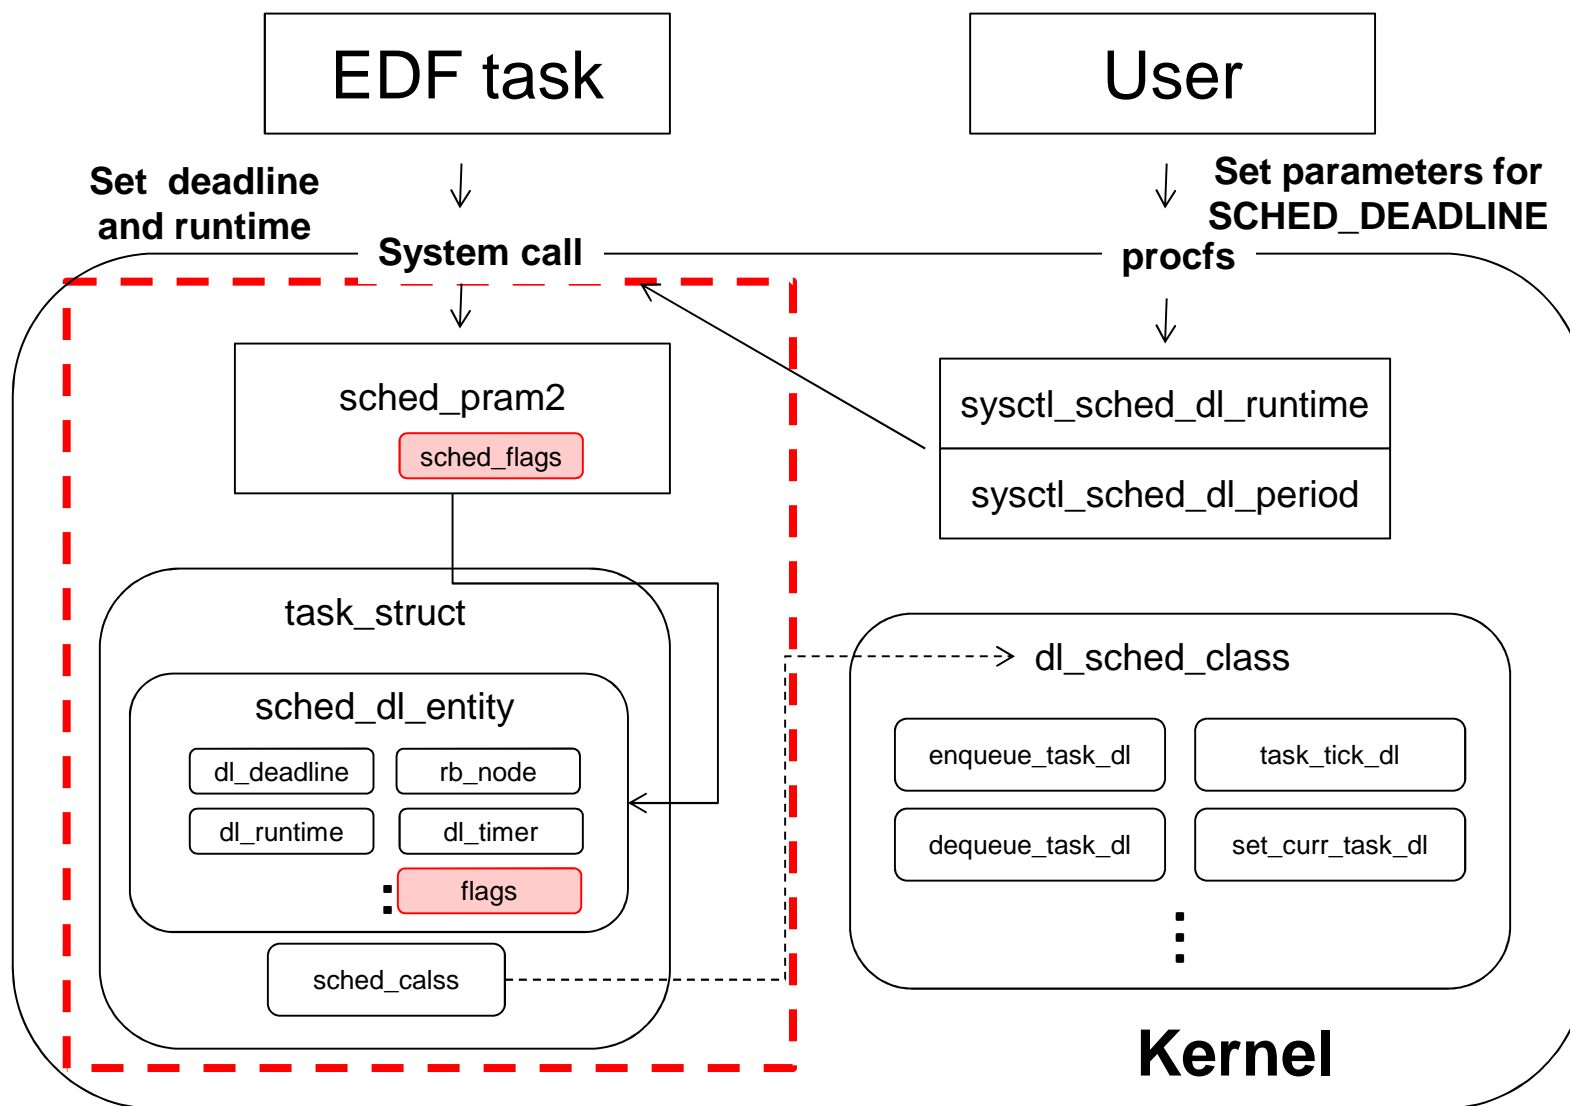 EDF task
User
Set deadline
and runtime
Set parameters for
SCHED_DEADLINE
System call
procfs
sched_pram2
sched_flags
sysctl_sched_dl_runtime
sysctl_sched_dl_period
task_struct
sched_dl_entity
dl_deadline
rb_node
dl_runtime
dl_timer
:
flags
sched_calss
dl_sched_class
enqueue_task_dl
task_tick_dl
dequeue_task_dl
set_curr_task_dl
⋮
Kernel